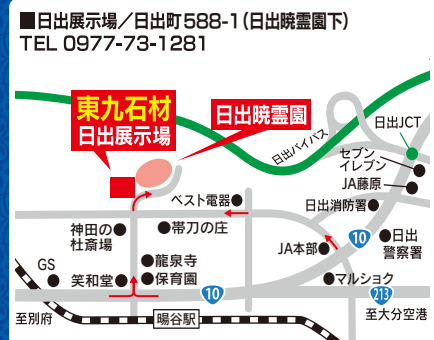 ■日出展示場／日出町588-1（日出暁霊園下）
TEL 0977-73-1281
東九石材
日出展示場
日出暁霊園
日出バイパス
日出JCT
セブン
イレブン
JA藤原
ベスト電器
日出消防署
神田の
杜斎場
帯刀の庄
10
日出
警察署
JA本部
龍泉寺
保育園
GS
笑和堂
10
マルショク
213
至別府
暘谷駅
至大分空港